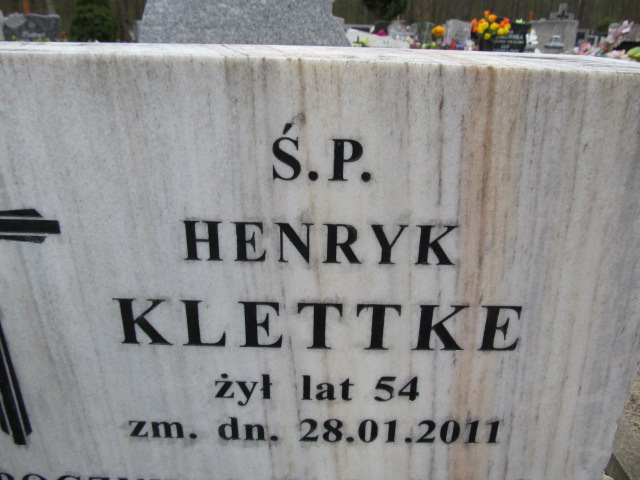 Ś.P.
HENRYK
KLETTKE
żył lat 54
zm. dn. 28.01.2011